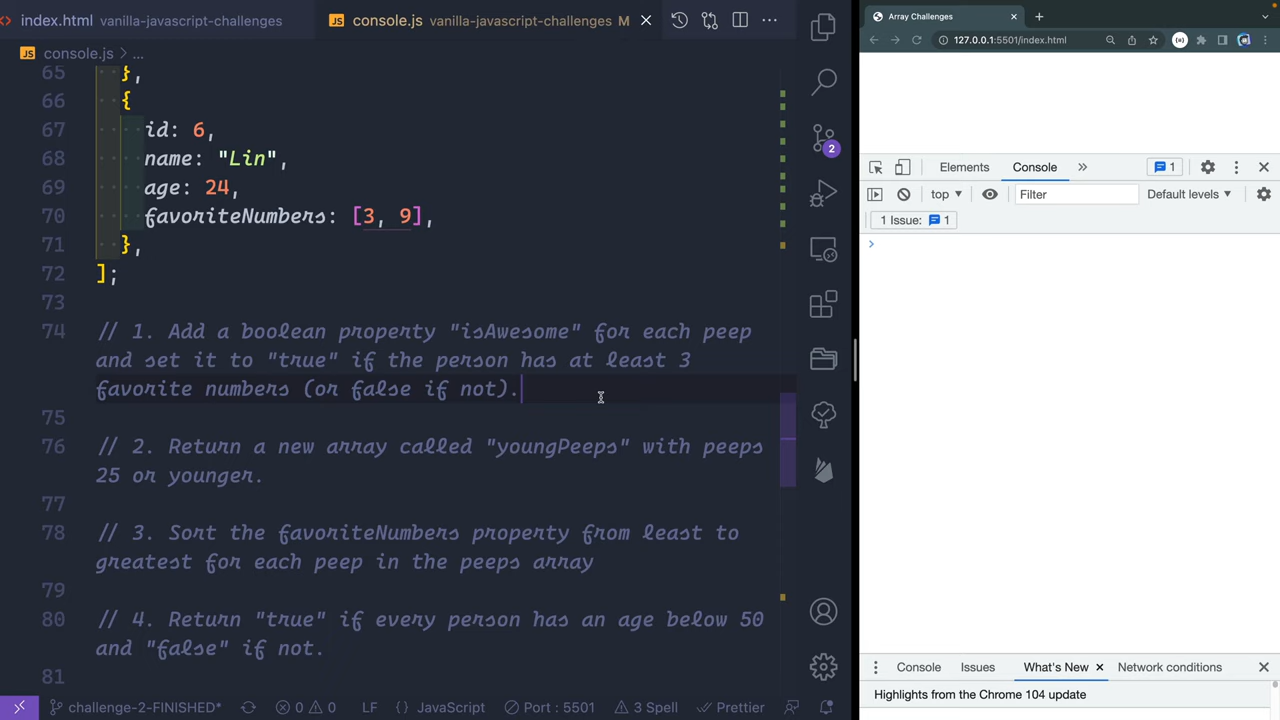 index.html vanilla-javascript-challenges
JS console.js vanilla-javascript-challenges M
JS console.js > ...
65 },
66 {
67 id: 6,
68 name: "Lin",
69 age: 24,
70 favoriteNumbers: [3, 9],
71 },
72 ];
73
74 // 1. Add a boolean property "isAwesome" for each peep
and set it to "true" if the person has at least 3
favorite numbers (or false if not).
75
76 // 2. Return a new array called "youngPeeps" with peeps
25 or younger.
77
78 // 3. Sort the favoriteNumbers property from least to
greatest for each peep in the peeps array
79
80 // 4. Return "true" if every person has an age below 50
and "false" if not.
81
challenge-2-FINISHED* 0 0 LF {} JavaScript Port : 5501 3 Spell Prettier
2
Array Challenges
127.0.0.1:5501/index.html
Elements Console 1
top Filter Default levels
1 Issue: 1
Console Issues What's New Network conditions
Highlights from the Chrome 104 update